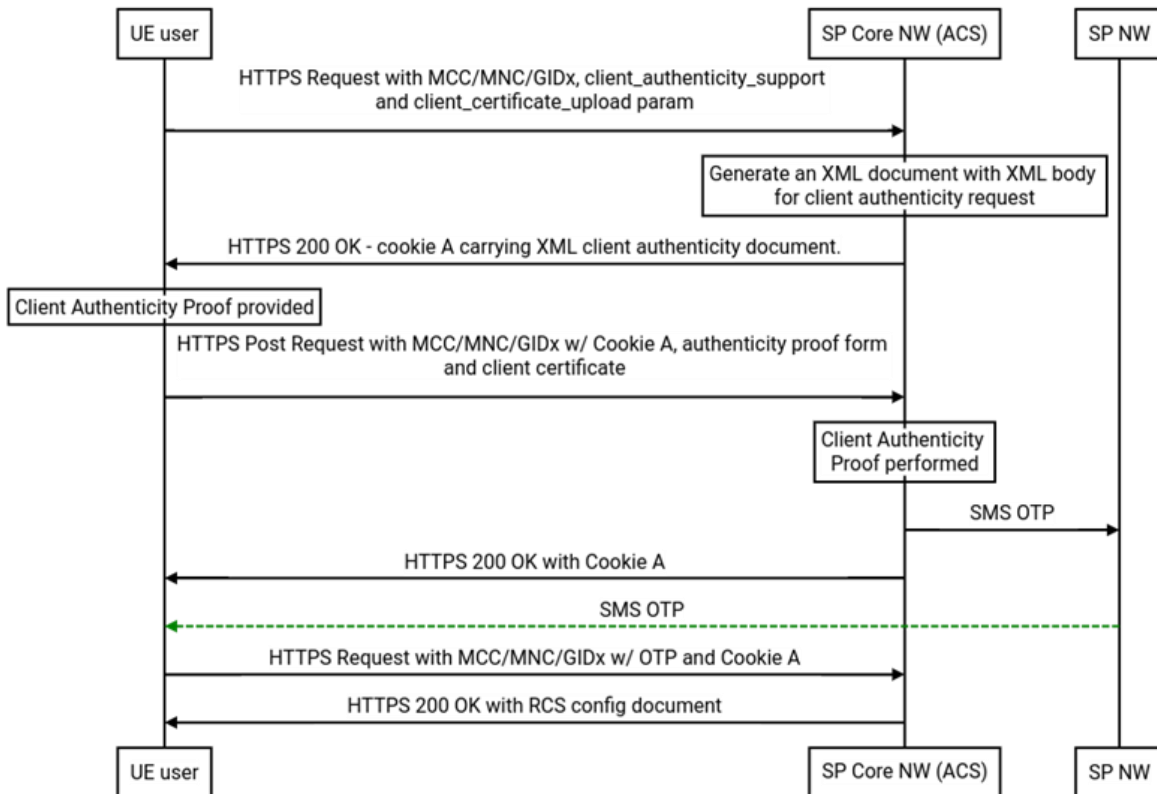 UE user
SP Core NW (ACS)
SP NW
HTTPS Request with MCC/MNC/GIDx, client_authenticity_support
and client_certificate_upload param
Generate an XML document with XML body
for client authenticity request
HTTPS 200 OK - cookie A carrying XML client authenticity document.
Client Authenticity Proof provided
HTTPS Post Request with MCC/MNC/GIDx w/ Cookie A, authenticity proof form
and client certificate
Client Authenticity
Proof performed
SMS OTP
HTTPS 200 OK with Cookie A
SMS OTP
HTTPS Request with MCC/MNC/GIDx w/ OTP and Cookie A
HTTPS 200 OK with RCS config document
UE user
SP Core NW (ACS)
SP NW